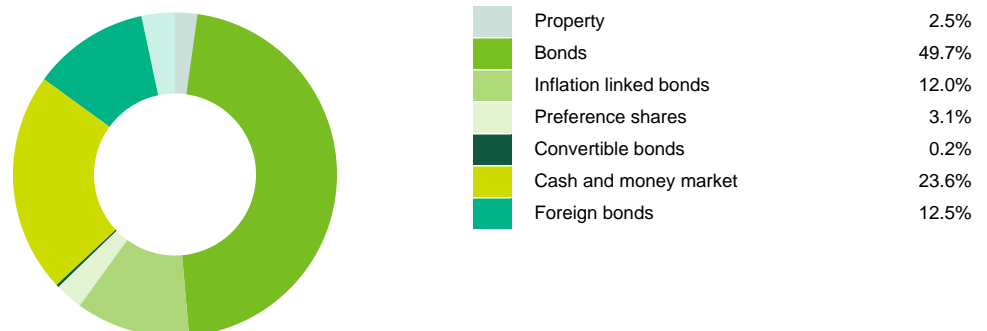 Property 2.5%
Bonds 49.7%
Inflation linked bonds 12.0%
Preference shares 3.1%
Convertible bonds 0.2%
Cash and money market 23.6%
Foreign bonds 12.5%